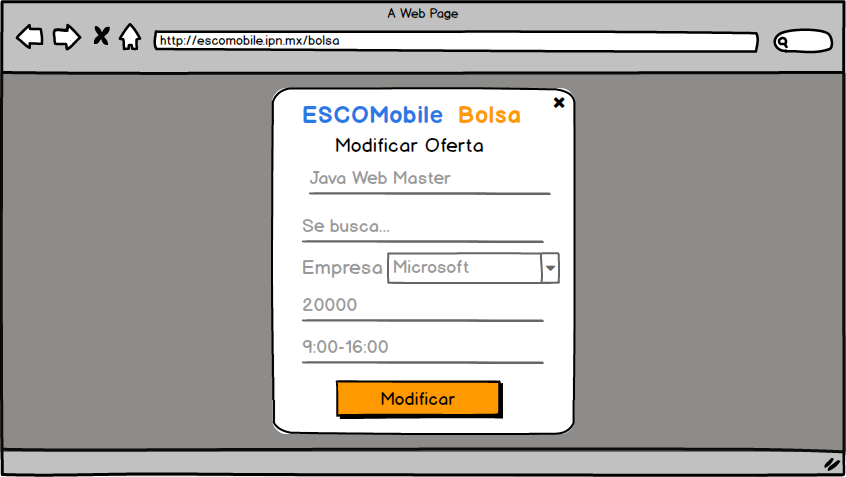 A Web Page
http://escomobile.ipn.mx/bolsa
ESCOMobile Bolsa
Modificar Oferta
Java Web Master
Se busca...
Empresa Microsoft
20000
9:00-16:00
Modificar